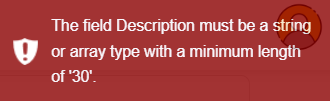 The field Description must be a string
or array type with a minimum length
of '30'.